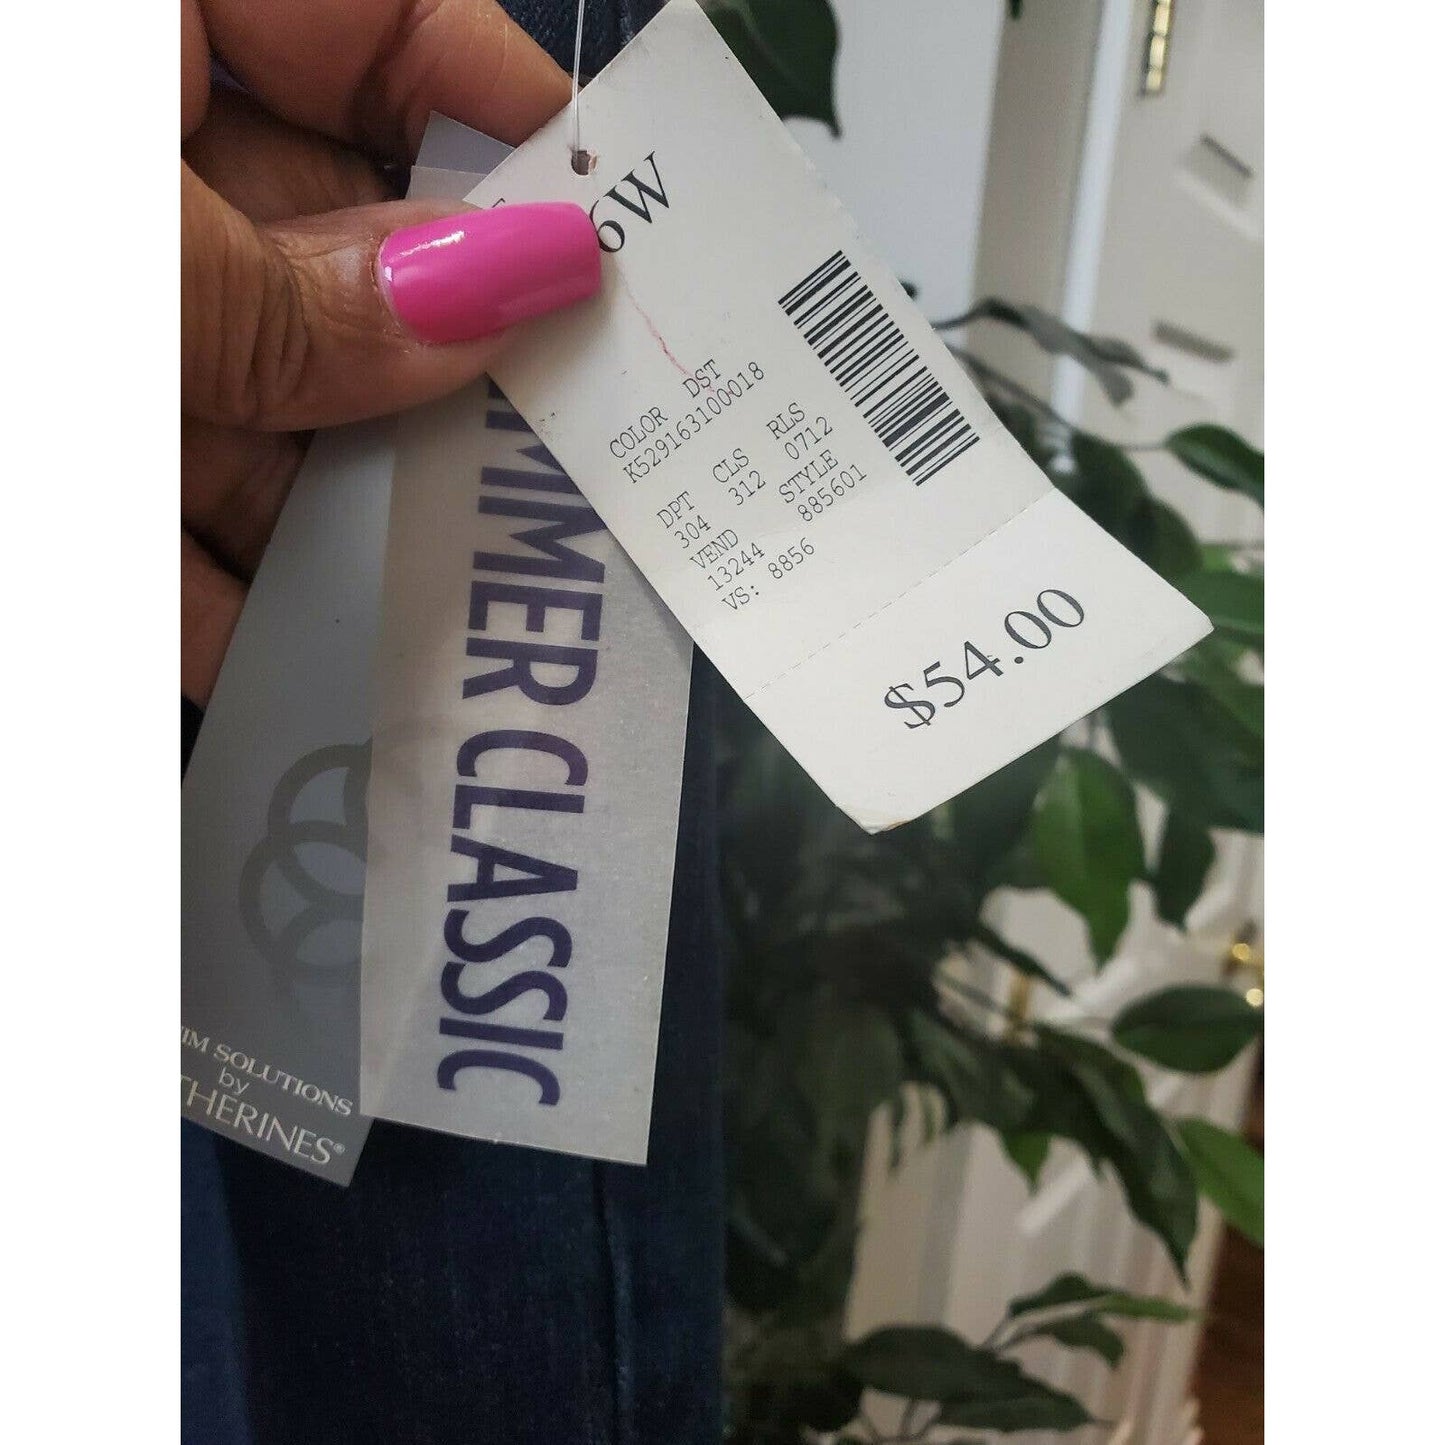 6W
COLOR DST
K529163100018
DPT CLS RLS
304 312 0712
VEND STYLE
13244 885601
VS: 8856
$54.00
MMER CLASSIC
IM SOLUTIONS
by
THERINES®